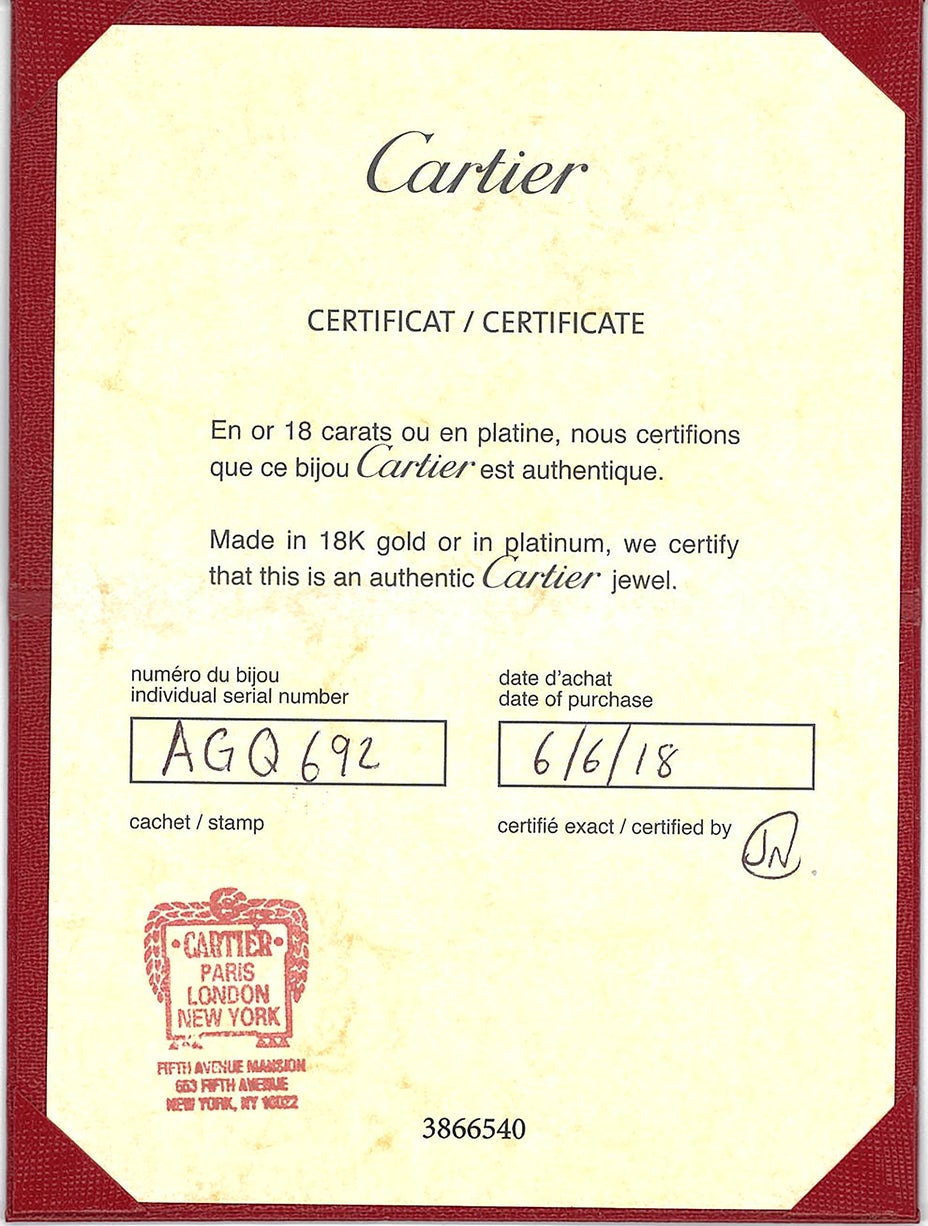 Cartier
CERTIFICAT / CERTIFICATE
En or 18 carats ou en platine, nous certifions
que ce bijou Cartier est authentique.
Made in 18K gold or in platinum, we certify
that this is an authentic Cartier jewel.
numéro du bijou
individual serial number
AGQ692
date d'achat
date of purchase
6/6/18
cachet / stamp
certifié exact / certified by
JN
CARTIER
PARIS
LONDON
NEW YORK
FIFTH AVENUE MANSION
653 FIFTH AVENUE
NEW YORK, NY 10022
3866540